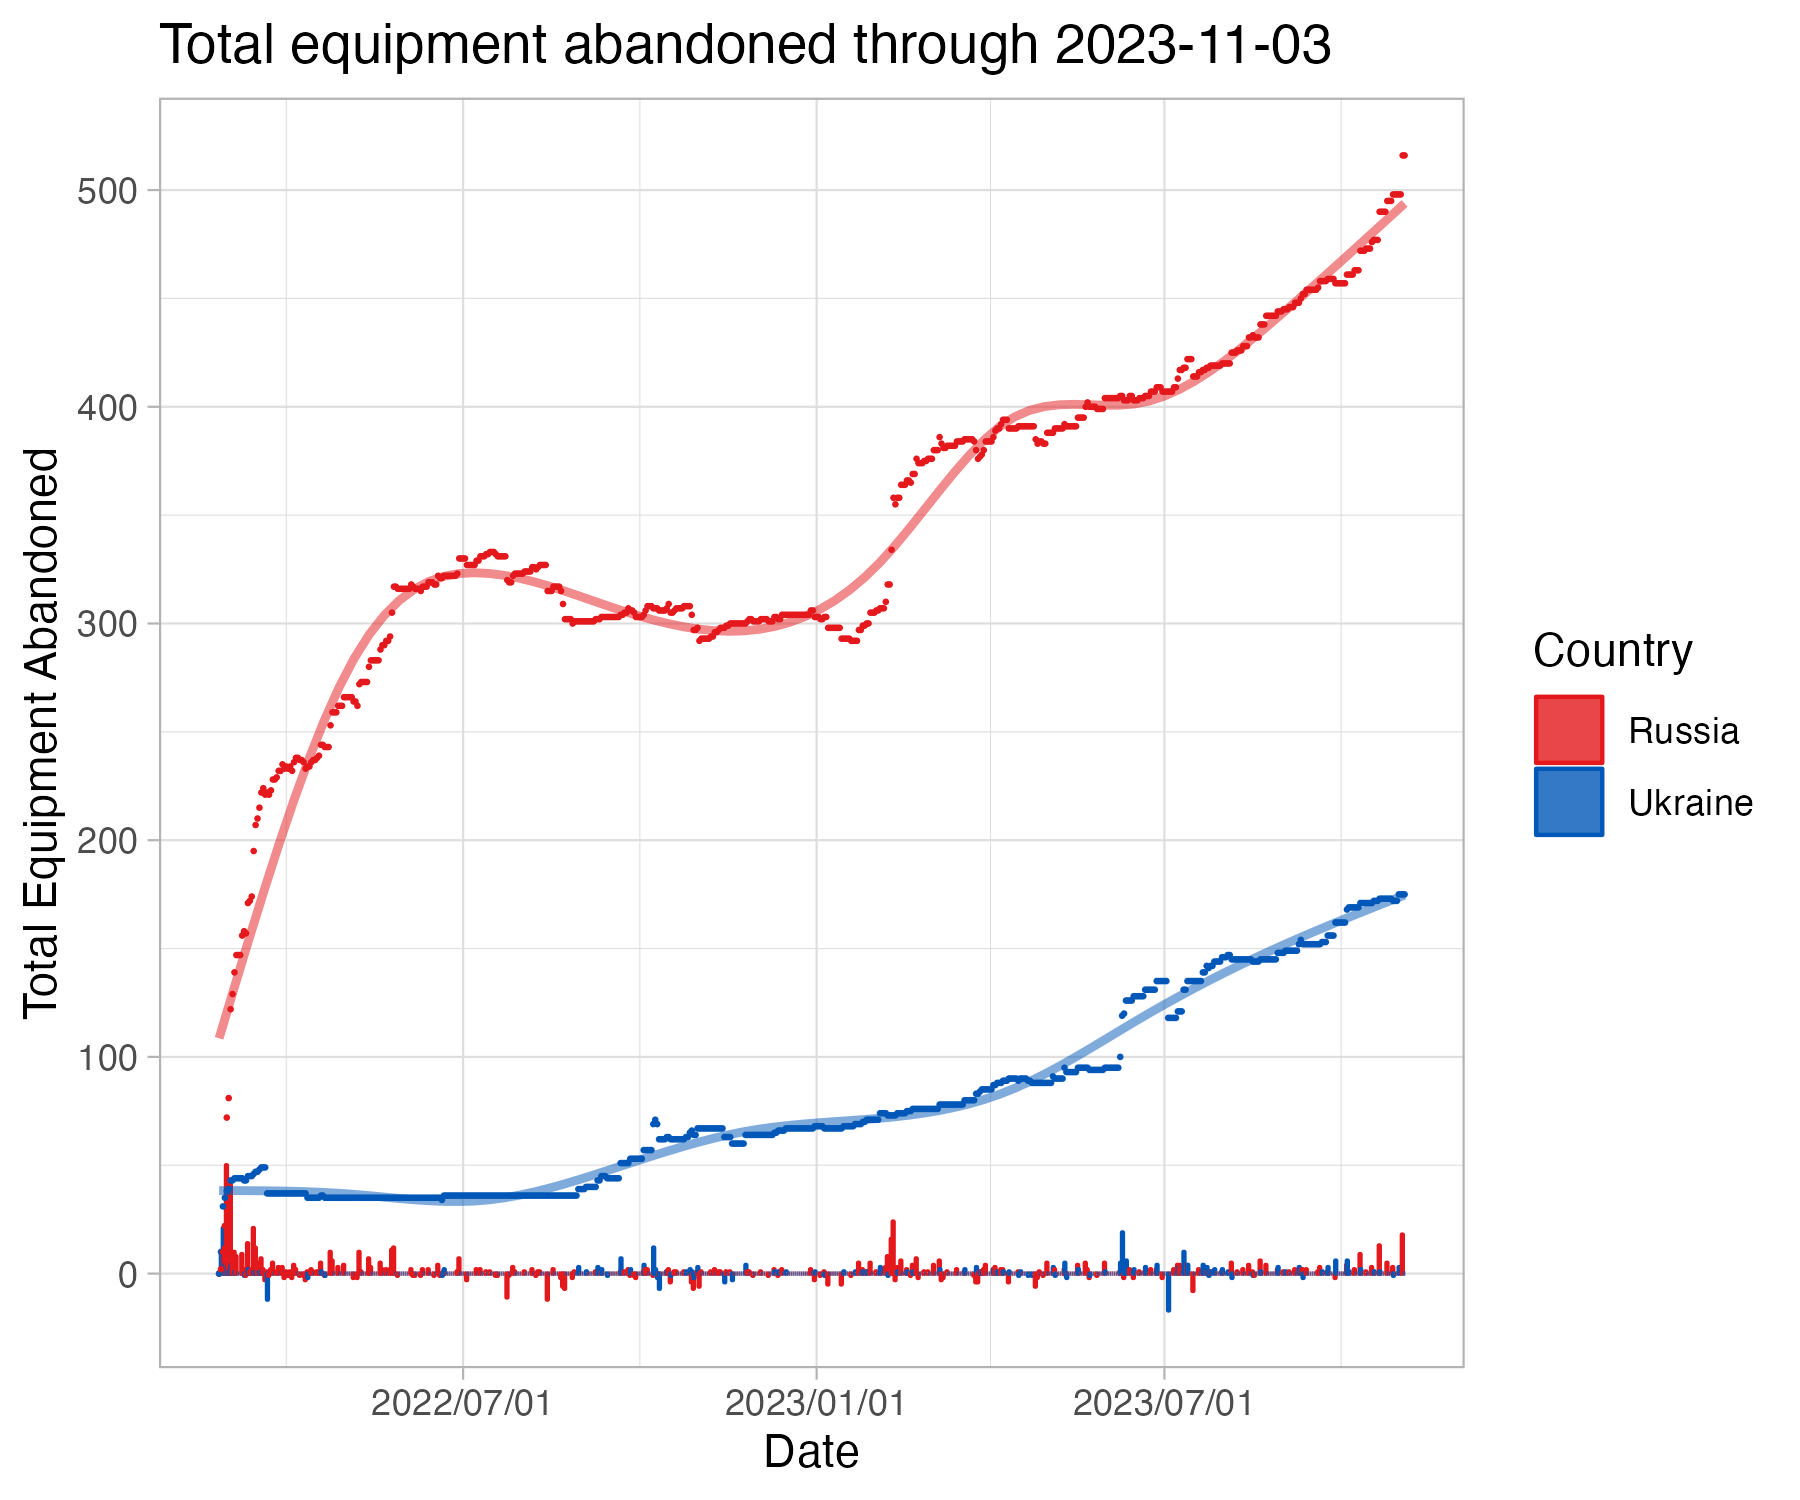 Total equipment abandoned through 2023-11-03
Total Equipment Abandoned
500
400
300
200
100
0
2022/07/01
2023/01/01
2023/07/01
Date
Country
Russia
Ukraine